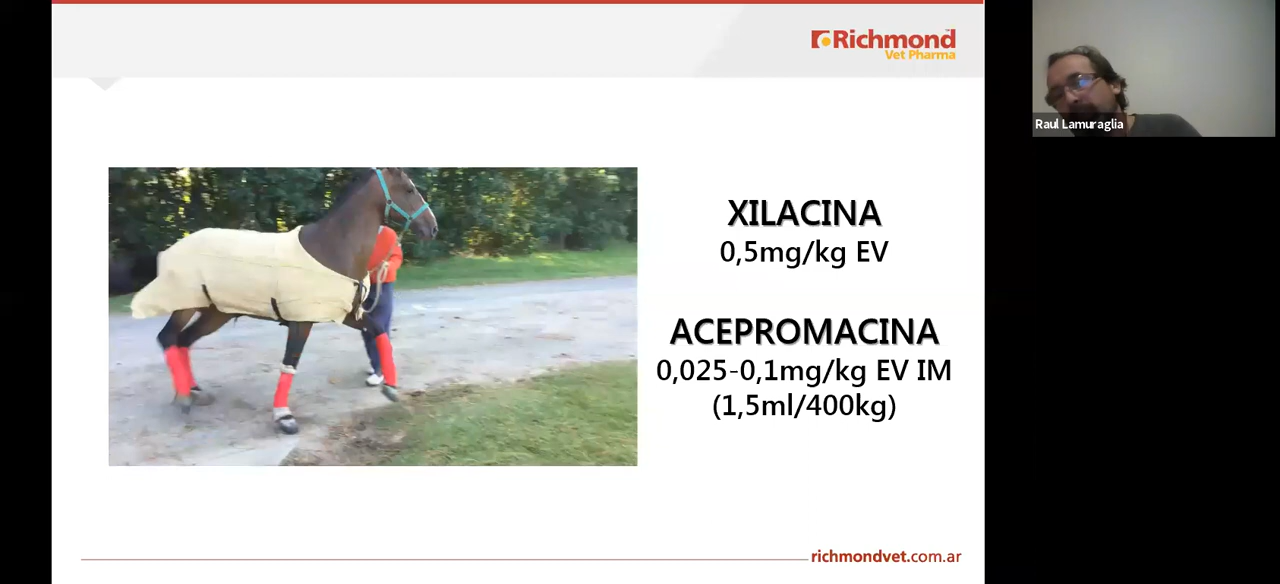 Richmond
Vet Pharma
Raul Lamuraglia
XILACINA
0,5mg/kg EV
ACEPROMACINA
0,025-0,1mg/kg EV IM
(1,5ml/400kg)
richmondvet.com.ar